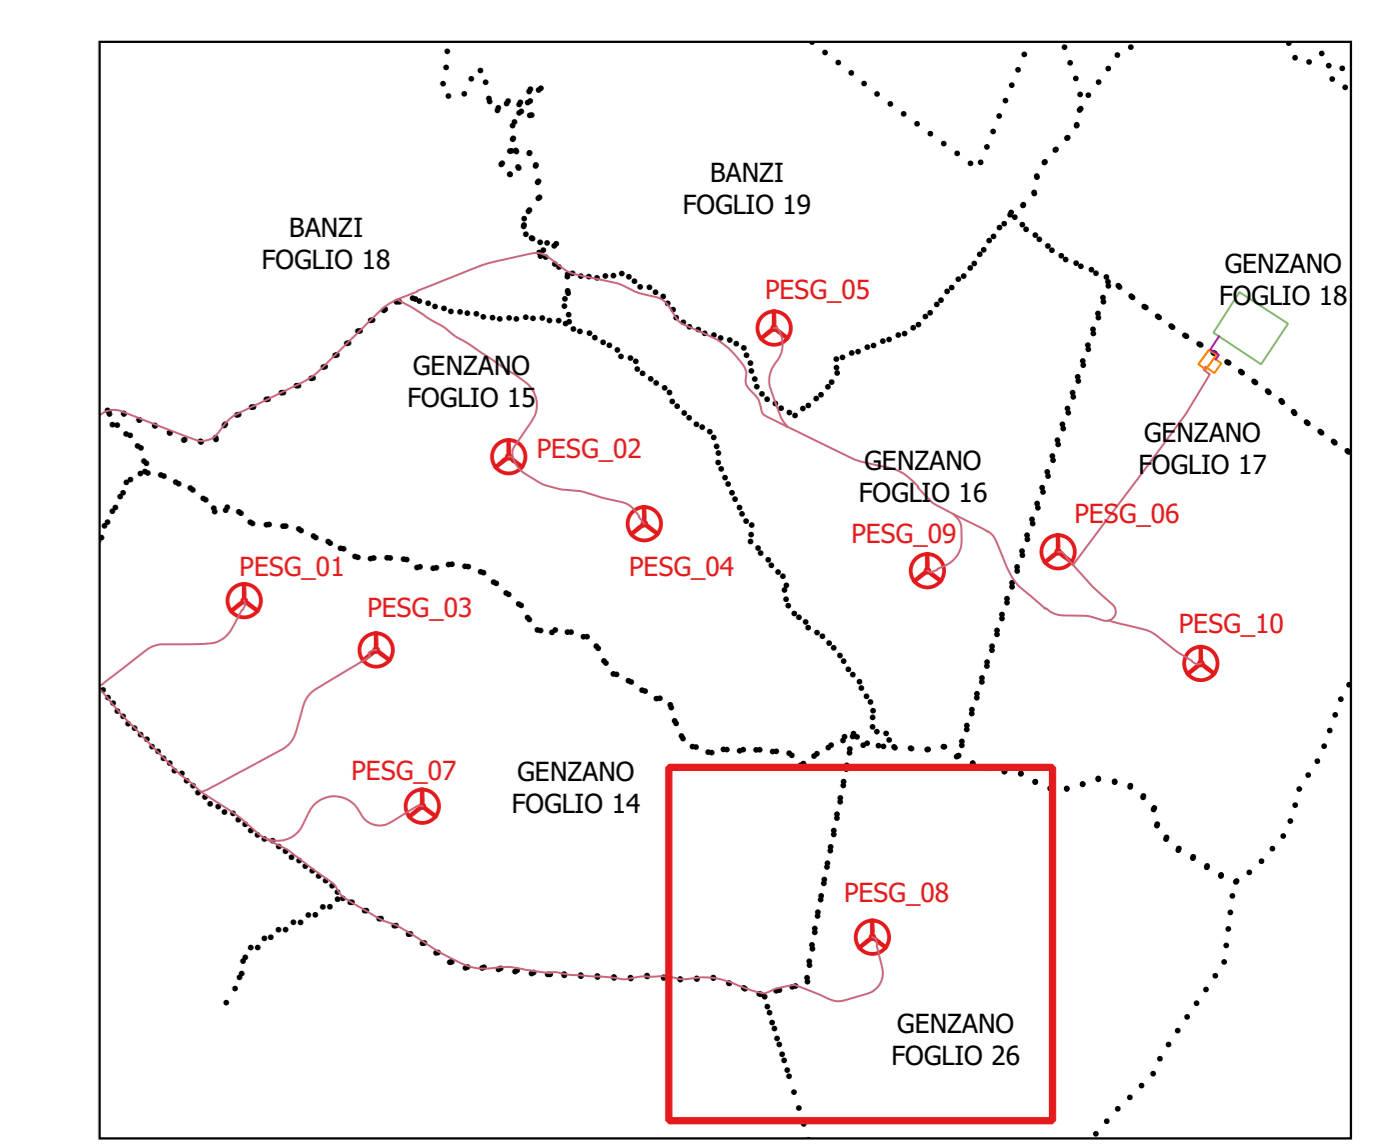 BANZI
FOGLIO 19
BANZI
FOGLIO 18
GENZANO
FOGLIO 18
PESG_05
GENZANO
FOGLIO 15
PESG_02
GENZANO
FOGLIO 17
GENZANO
FOGLIO 16
PESG_06
PESG_09
PESG_04
PESG_01
PESG_03
PESG_10
PESG_07
GENZANO
FOGLIO 14
PESG_08
GENZANO
FOGLIO 26